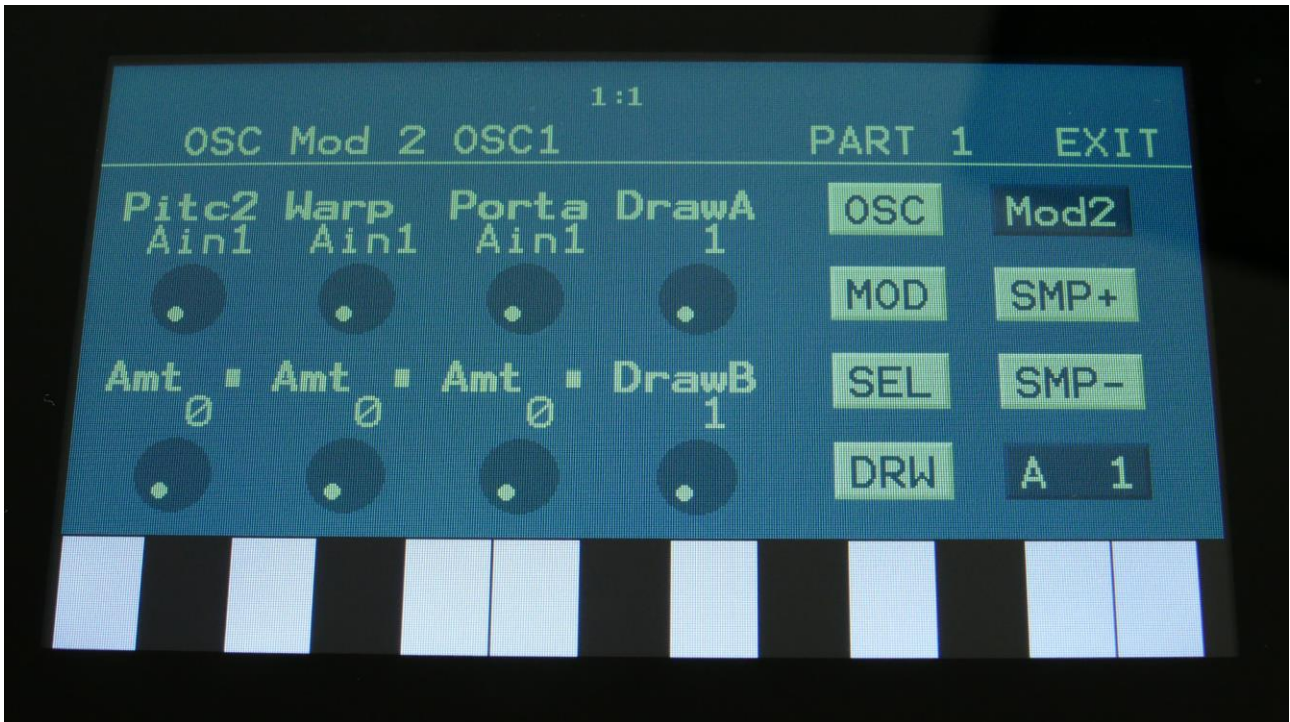 1:1
OSC Mod 2 OSC1 PART 1 EXIT
Pitc2 Warp Porta DrawA OSC Mod2
Ain1 Ain1 Ain1 1
MOD SMP+
Amt Amt Amt DrawB SEL SMP-
0 0 0 1
DRW A 1